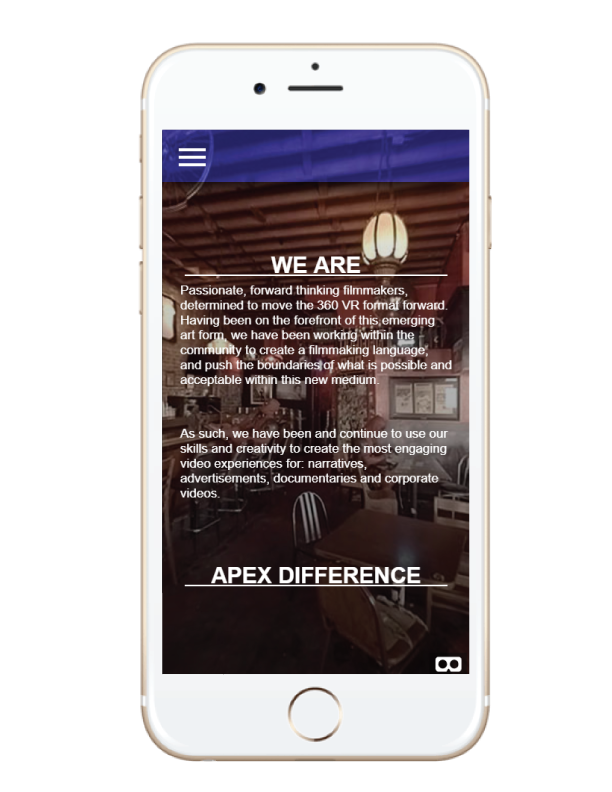 WE ARE
Passionate, forward thinking filmmakers,
determined to move the 360 VR format forward.
Having been on the forefront of this emerging
art form, we have been working within the
community to create a filmmaking language,
and push the boundaries of what is possible and
acceptable within this new medium.
As such, we have been and continue to use our
skills and creativity to create the most engaging
video experiences for: narratives,
advertisements, documentaries and corporate
videos.
APEX DIFFERENCE